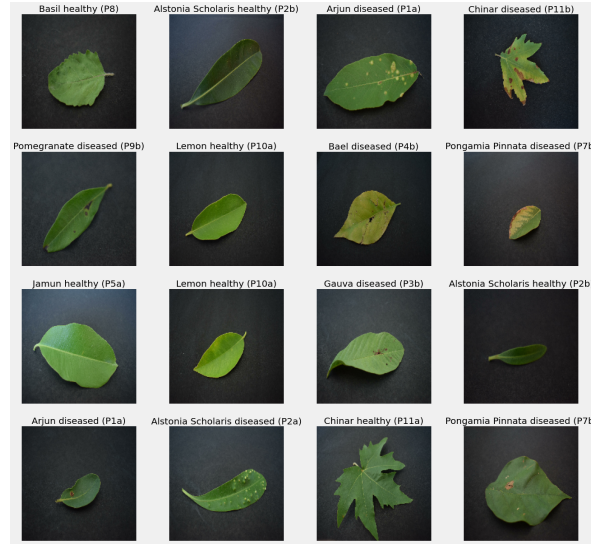 Basil healthy (P8)
Alstonia Scholaris healthy (P2b)
Arjun diseased (P1a)
Chinar diseased (P11b)
Pomegranate diseased (P9b)
Lemon healthy (P10a)
Bael diseased (P4b)
Pongamia Pinnata diseased (P7b
Jamun healthy (P5a)
Lemon healthy (P10a)
Gauva diseased (P3b)
Alstonia Scholaris healthy (P2b
Arjun diseased (P1a)
Alstonia Scholaris diseased (P2a)
Chinar healthy (P11a)
Pongamia Pinnata diseased (P7b